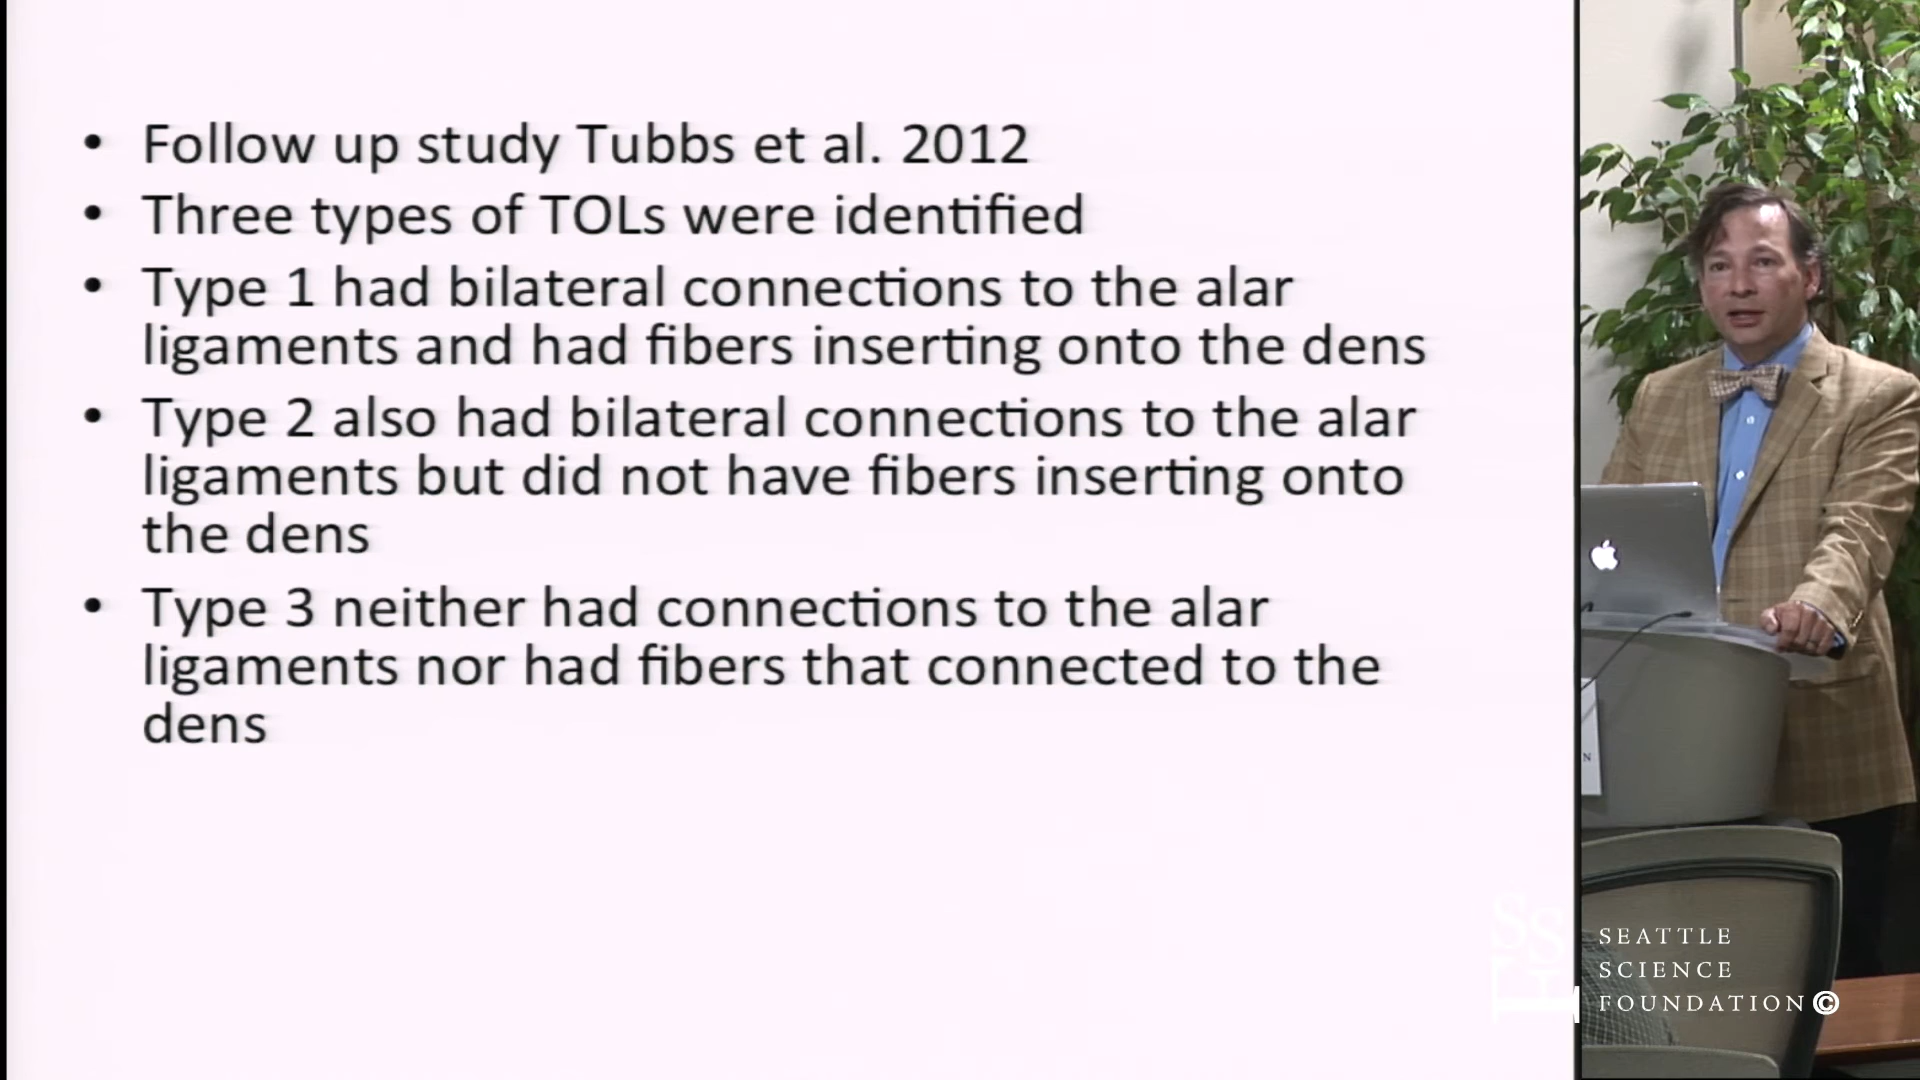 • Follow up study Tubbs et al. 2012
• Three types of TOLs were identified
• Type 1 had bilateral connections to the alar
ligaments and had fibers inserting onto the dens
• Type 2 also had bilateral connections to the alar
ligaments but did not have fibers inserting onto
the dens
• Type 3 neither had connections to the alar
ligaments nor had fibers that connected to the
dens
N
SSF
SEATTLE
SCIENCE
FOUNDATION©